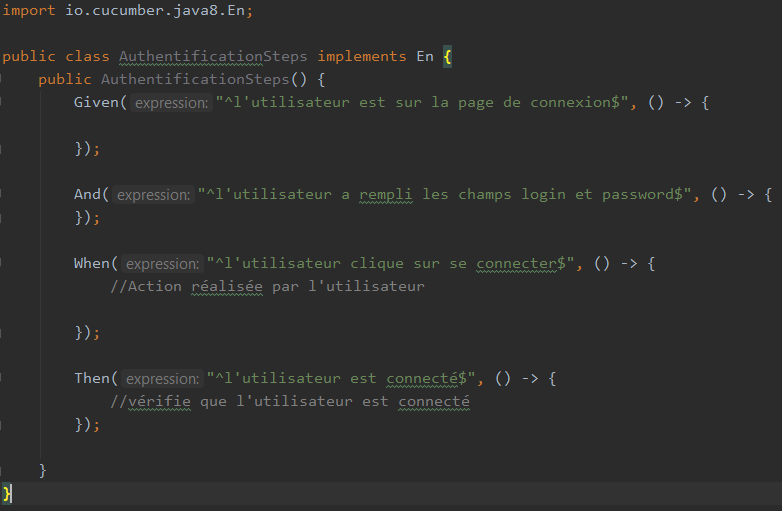 import io.cucumber.java8.En;
public class AuthentificationSteps implements En {
public AuthentificationSteps() {
Given( expression: "^l'utilisateur est sur la page de connexion$", () -> {
});
And( expression: "^l'utilisateur a rempli les champs login et password$", () -> {
});
When( expression: "^l'utilisateur clique sur se connecter$", () -> {
//Action réalisée par l'utilisateur
});
Then( expression: "^l'utilisateur est connecté$", () -> {
//vérifie que l'utilisateur est connecté
});
}
}